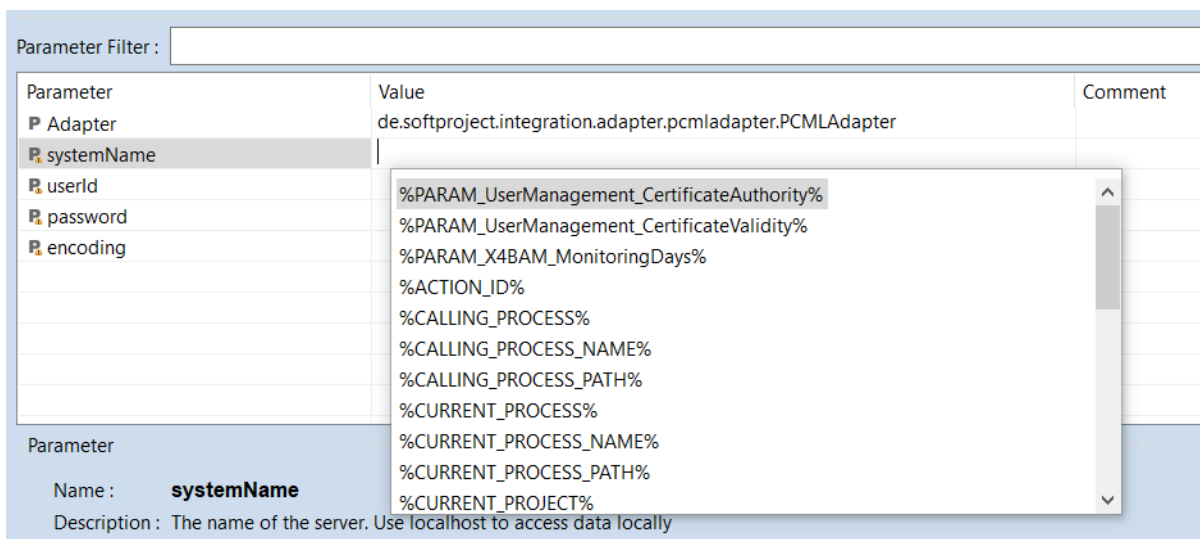 Parameter Filter :
Parameter Value Comment
Adapter de.softproject.integration.adapter.pcmladapter.PCMLAdapter
systemName
userId
password
encoding
%PARAM_UserManagement_CertificateAuthority%
%PARAM_UserManagement_CertificateValidity%
%PARAM_X4BAM_MonitoringDays%
%ACTION_ID%
%CALLING_PROCESS%
%CALLING_PROCESS_NAME%
%CALLING_PROCESS_PATH%
%CURRENT_PROCESS%
%CURRENT_PROCESS_NAME%
%CURRENT_PROCESS_PATH%
%CURRENT_PROJECT%
Parameter
Name : systemName
Description : The name of the server. Use localhost to access data locally